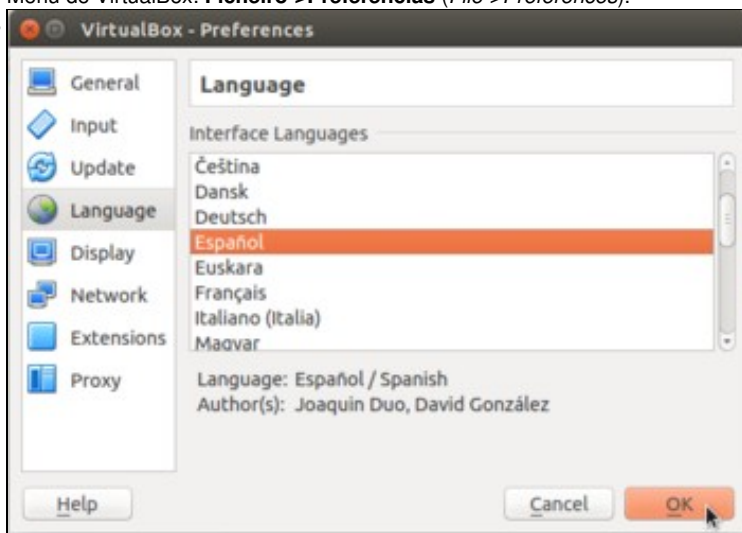 Menú de VirtualBox: Ficheiro->Preferencias (File->Preferences).
VirtualBox - Preferences
General
Input
Update
Language
Display
Network
Extensions
Proxy
Language
Interface Languages
Čeština
Dansk
Deutsch
Español
Euskara
Français
Italiano (Italia)
Magyar
Language: Español / Spanish
Author(s): Joaquin Duo, David González
Help
Cancel
OK